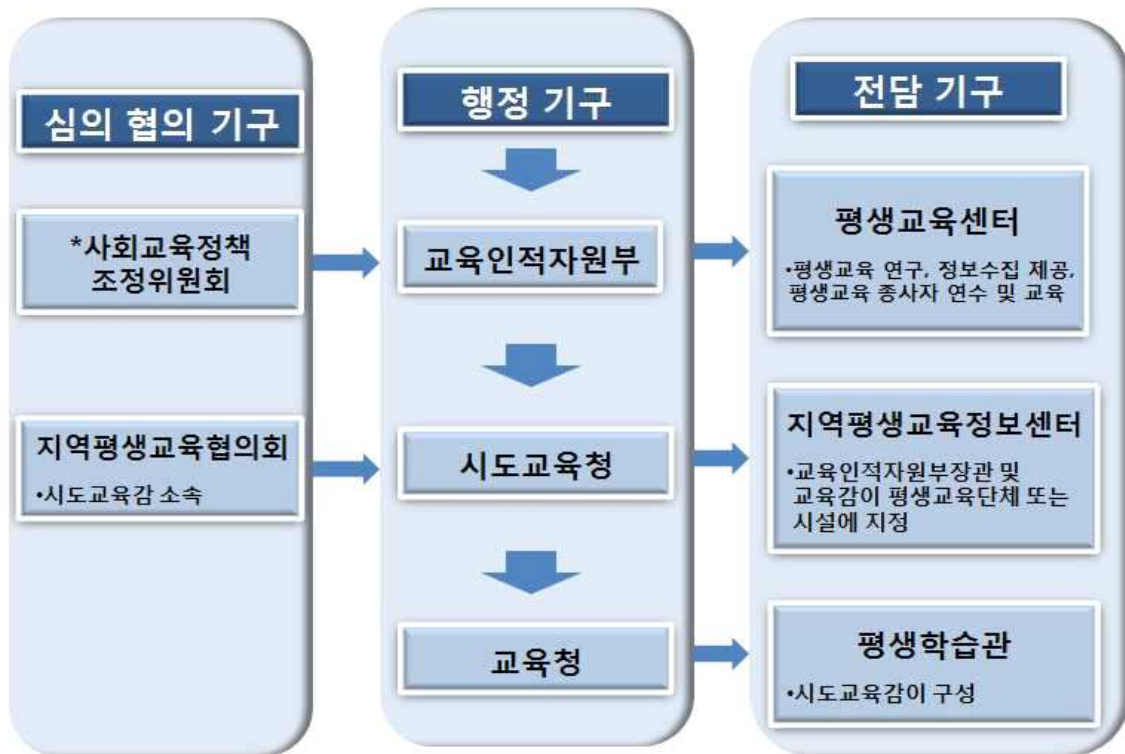 심의 협의 기구
*사회교육정책
조정위원회
지역평생교육협의회
•시도교육감 소속
행정 기구
교육인적자원부
시도교육청
교육청
전담 기구
평생교육센터
•평생교육 연구, 정보수집 제공,
평생교육 종사자 연수 및 교육
지역평생교육정보센터
•교육인적자원부장관 및
교육감이 평생교육단체 또는
시설에 지정
평생학습관
•시도교육감이 구성